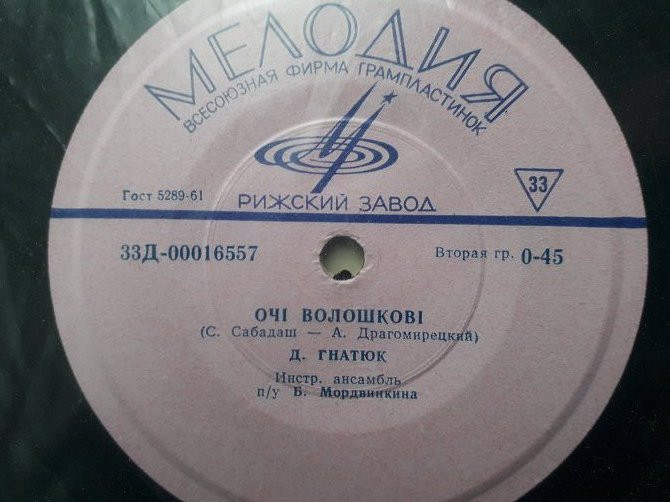 МЕЛОДИЯ
ВСЕСОЮЗНАЯ ФИРМА ГРАМПЛАСТИНОК
Гост 5289-61
33
РИЖСКИЙ ЗАВОД
33Д-00016557
Вторая гр. 0-45
ОЧІ ВОЛОШКОВІ
(С. Сабадаш — А. Драгомирецкий)
Д. ГНАТЮК
Инстр. ансамбль
п/у Б. Мордвинкина